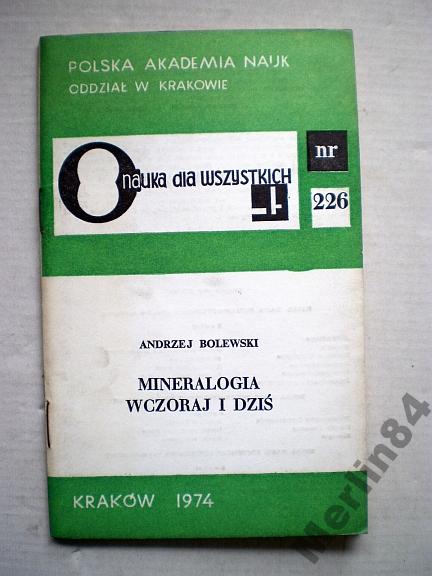 POLSKA AKADEMIA NAUK
ODDZIAŁ W KRAKOWIE
nauka dla WSZYSTKICH
nr
226
ANDRZEJ BOLEWSKI
MINERALOGIA
WCZORAJ I DZIŚ
KRAKÓW 1974
Merlin84